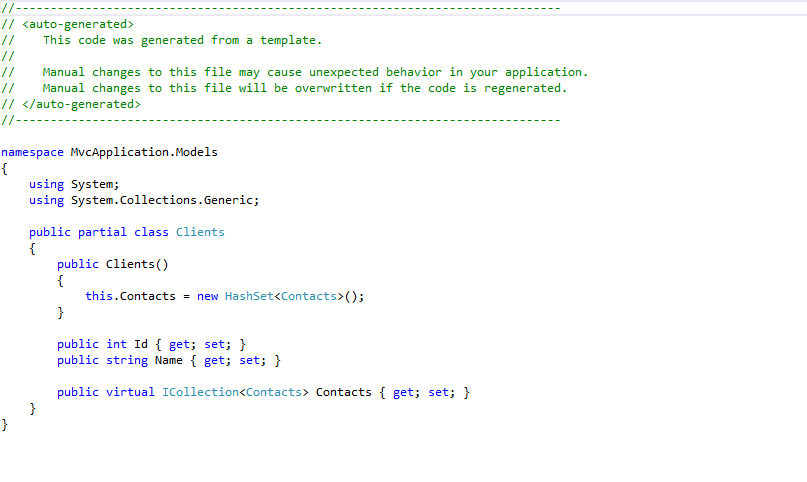 //------------------------------------------------------------------------------
// <auto-generated>
//    This code was generated from a template.
//
//    Manual changes to this file may cause unexpected behavior in your application.
//    Manual changes to this file will be overwritten if the code is regenerated.
// </auto-generated>
//------------------------------------------------------------------------------

namespace MvcApplication.Models
{
    using System;
    using System.Collections.Generic;

    public partial class Clients
    {
        public Clients()
        {
            this.Contacts = new HashSet<Contacts>();
        }

        public int Id { get; set; }
        public string Name { get; set; }

        public virtual ICollection<Contacts> Contacts { get; set; }
    }
}